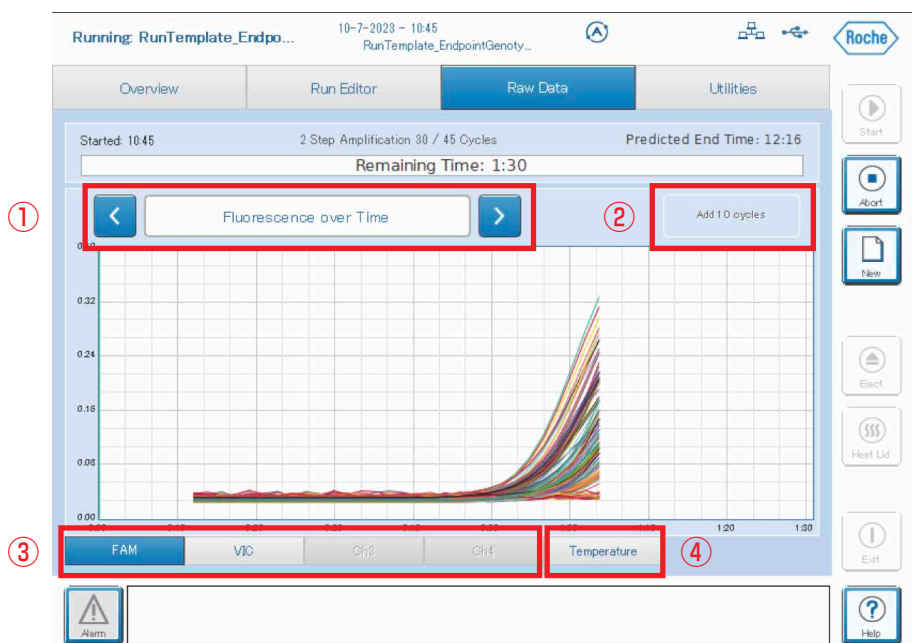 Running: RunTemplate_Endpo...
10-7-2023 - 10:45
RunTemplate_EndpointGenoty...
Roche
Overview
Run Editor
Raw Data
Utilities
Started: 10:45
2 Step Amplification 30 / 45 Cycles
Predicted End Time: 12:16
Remaining Time: 1:30
Start
Abort
New
Eject
Heat Lid
Exit
Help
①
<
Fluorescence over Time
>
②
Add 10 cycles
0.32
0.24
0.16
0.08
0.00
1:20
1:30
③
FAM
VIC
Ch3
Ch4
Temperature
④
Alarm